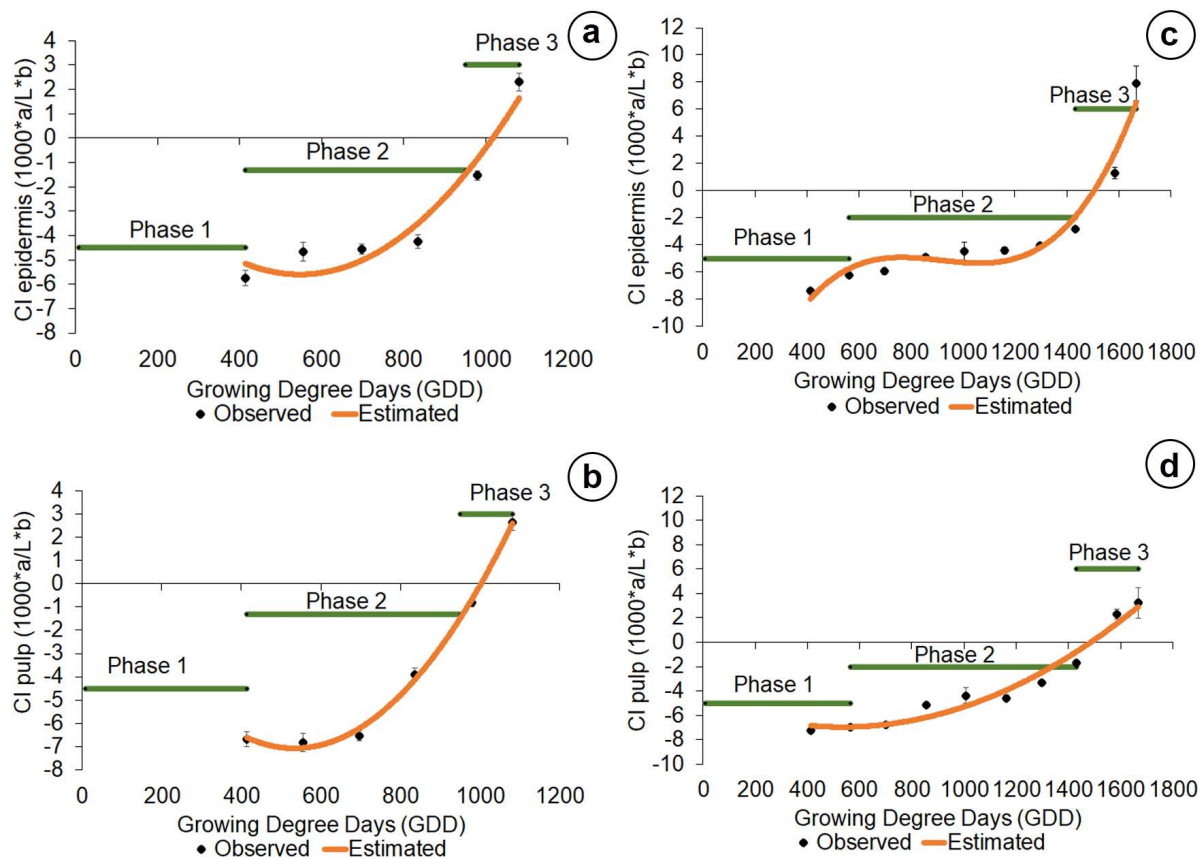 a
CI epidermis (1000*a/L*b)
4
3
2
1
0
-1
-2
-3
-4
-5
-6
-7
-8
Phase 1
Phase 2
Phase 3
0 200 400 600 800 1000 1200
Growing Degree Days (GDD)
Observed Estimated
c
CI epidermis (1000*a/L*b)
12
10
8
6
4
2
0
-2
-4
-6
-8
-10
Phase 1
Phase 2
Phase 3
0 200 400 600 800 1000 1200 1400 1600 1800
Growing Degree Days (GDD)
Observed Estimated
b
CI pulp (1000*a/L*b)
4
3
2
1
0
-1
-2
-3
-4
-5
-6
-7
-8
Phase 1
Phase 2
Phase 3
0 200 400 600 800 1000 1200
Growing Degree Days (GDD)
Observed Estimated
d
CI pulp (1000*a/L*b)
12
10
8
6
4
2
0
-2
-4
-6
-8
-10
Phase 1
Phase 2
Phase 3
0 200 400 600 800 1000 1200 1400 1600 1800
Growing Degree Days (GDD)
Observed Estimated